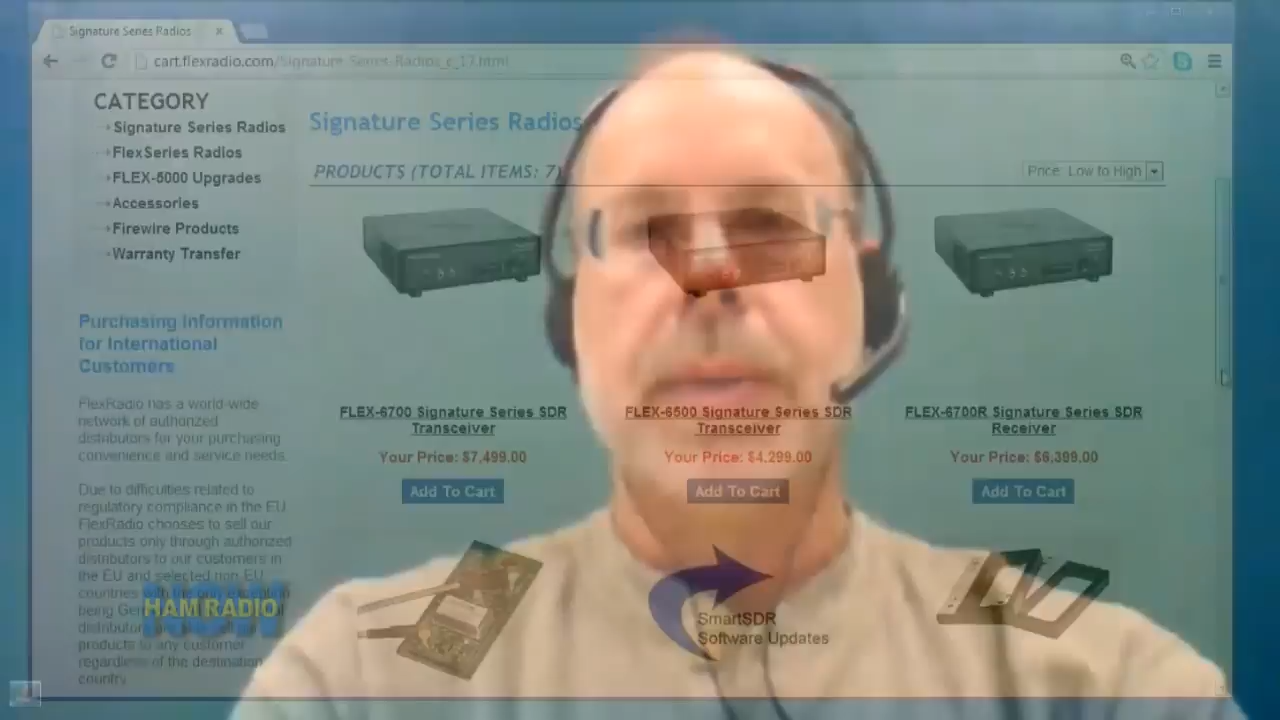 Signature Series Radios
cart.flexradio.com/Signature-Series-Radios_c_17.html
CATEGORY
Signature Series Radios
FlexSeries Radios
FLEX-5000 Upgrades
Accessories
Firewire Products
Warranty Transfer
Purchasing Information
for International
Customers
FlexRadio has a world-wide
network of authorized
distributors for your purchasing
convenience and service needs.
Due to difficulties related to
regulatory compliance in the EU
FlexRadio chooses to sell our
products only through authorized
distributors to our customers in
the EU and selected non EU
countries
being
products to any customer
regardless of the destination
country
HAM RADIO
NOW
Signature Series Radios
PRODUCTS (TOTAL ITEMS: 7)
Price: Low to High
FLEX-6700 Signature Series SDR
Transceiver
Your Price: $7,499.00
Add To Cart
FLEX-6500 Signature Series SDR
Transceiver
Your Price: $4,299.00
Add To Cart
FLEX-6700R Signature Series SDR
Receiver
Your Price: $6,399.00
Add To Cart
SmartSDR
Software Updates